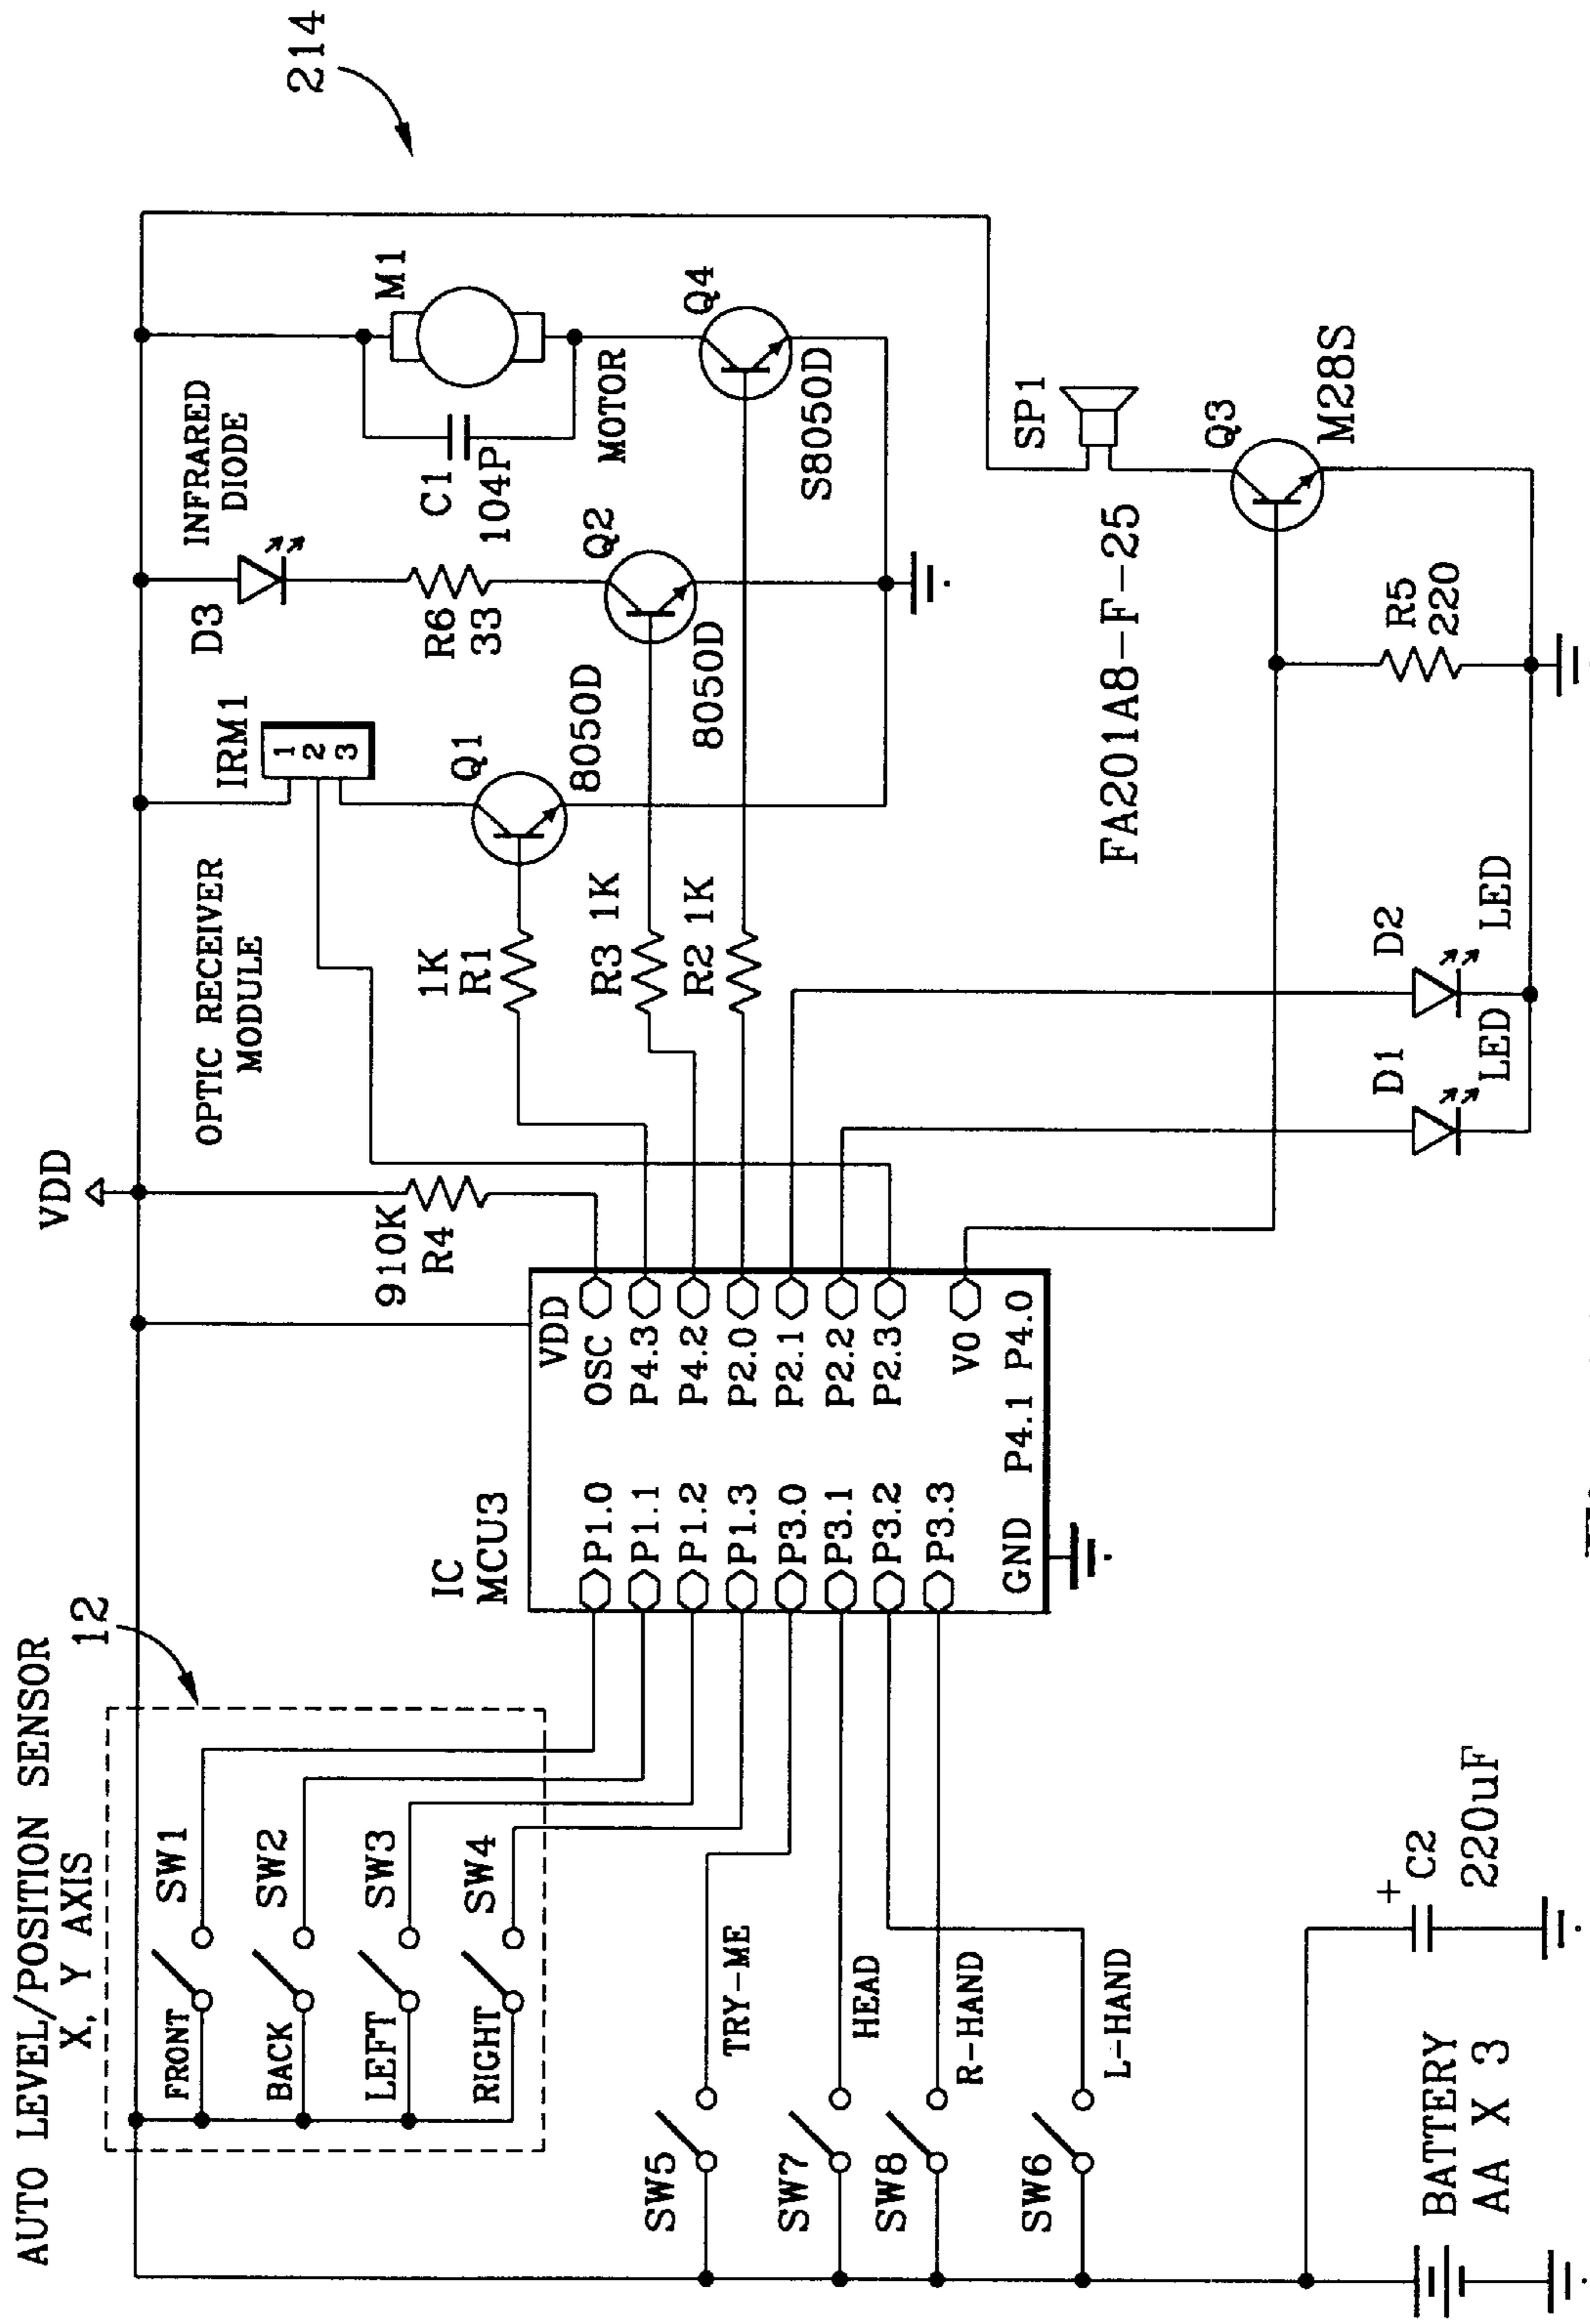 214
AUTO LEVEL/POSITION SENSOR
X, Y AXIS
12
FRONT
SW1
BACK
SW2
LEFT
SW3
RIGHT
SW4
SW5
TRY-ME
SW7
HEAD
SW8
R-HAND
SW6
L-HAND
BATTERY
AA X 3
+
C2
220uF
IC
MCU3
VDD
P1.0
P1.1
P1.2
P1.3
P3.0
P3.1
P3.2
P3.3
GND
P4.1
P4.0
OSC
P4.3
P4.2
P2.0
P2.1
P2.2
P2.3
VO
VDD
910K
R4
OPTIC RECEIVER
MODULE
IRM1
1
2
3
1K
R1
Q1
8050D
R3
1K
Q2
8050D
R2
1K
Q4
S8050D
D3
INFRARED
DIODE
R6
33
C1
104P
M1
MOTOR
SP1
FA201A8-F-25
Q3
M28S
R5
220
D1
LED
D2
LED